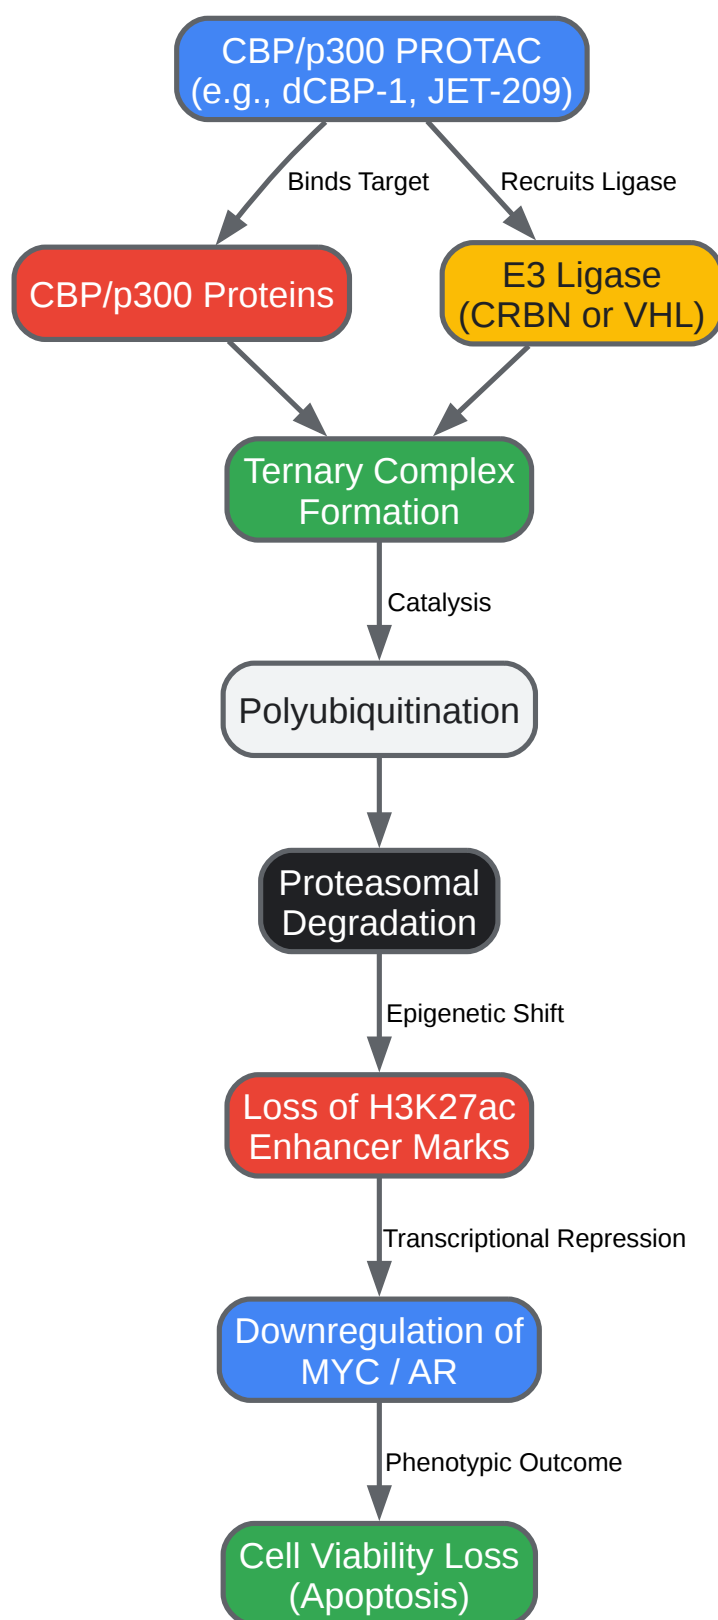 CBP/p300 PROTAC
(e.g., dCBP-1, JET-209)
Binds Target
Recruits Ligase
CBP/p300 Proteins
E3 Ligase
(CRBN or VHL)
Ternary Complex
Formation
Catalysis
Polyubiquitination
Proteasomal
Degradation
Epigenetic Shift
Loss of H3K27ac
Enhancer Marks
Transcriptional Repression
Downregulation of
MYC / AR
Phenotypic Outcome
Cell Viability Loss
(Apoptosis)